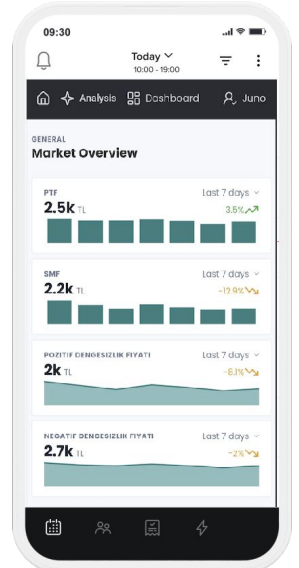 09:30
Today
10:00 - 19:00
Analysis Dashboard Juno
GENERAL
Market Overview
PTF Last 7 days
2.5k TL 3.5%
SMF Last 7 days
2.2k TL -12.9%
POZITIF DENGESIZLIK FIYATI Last 7 days
2k TL -8.1%
NEGATIF DENGESIZLIK FIYATI Last 7 days
2.7k TL -2%